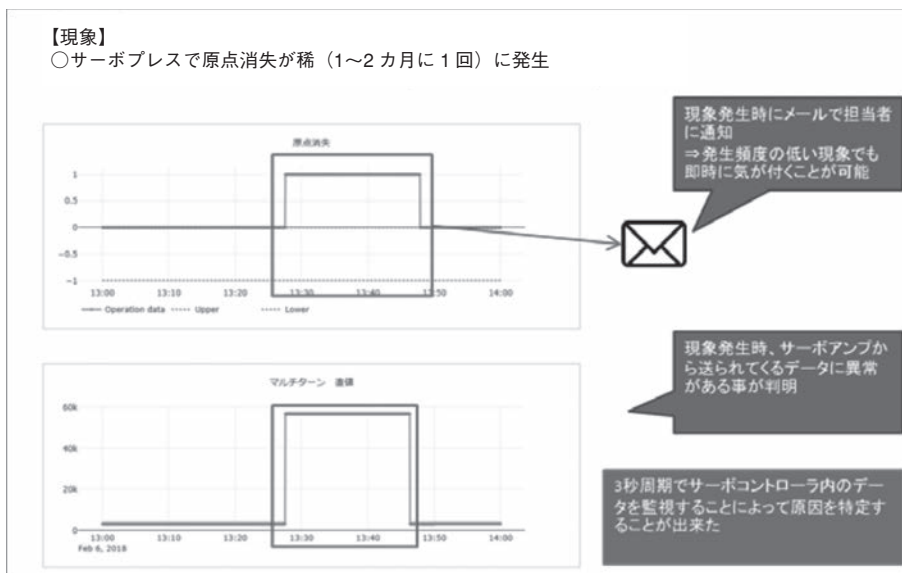 【現象】
○サーボプレスで原点消失が稀（1～2 カ月に 1 回）に発生
原点消失
1
0.5
0
−0.5
−1
13:00 13:10 13:20 13:30 13:40 13:50 14:00
Operation data Upper Lower
現象発生時にメールで担当者
に通知
⇒発生頻度の低い現象でも
即時に気が付くことが可能
マルチターン 直値
60k
40k
20k
0
13:00 13:10 13:20 13:30 13:40 13:50 14:00
Feb 6, 2018
現象発生時、サーボアンプか
ら送られてくるデータに異常
がある事が判明
3秒周期でサーボコントローラ内のデー
タを監視することによって原因を特定す
ることが出来た